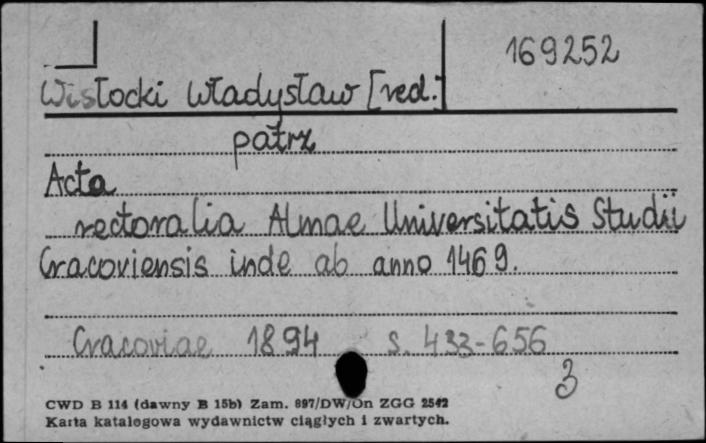 169252
Wisłocki Władysław [red.]
patrz
Acta
rectoralia Almae Universitatis Studii
Cracoviensis inde ab anno 1469.
Cracoviae 1894 s. 433-656
3
CWD B 114 (dawny B 15b) Zam. 897/DW/On ZGG 2542
Karta katalogowa wydawnictw ciągłych i zwartych.